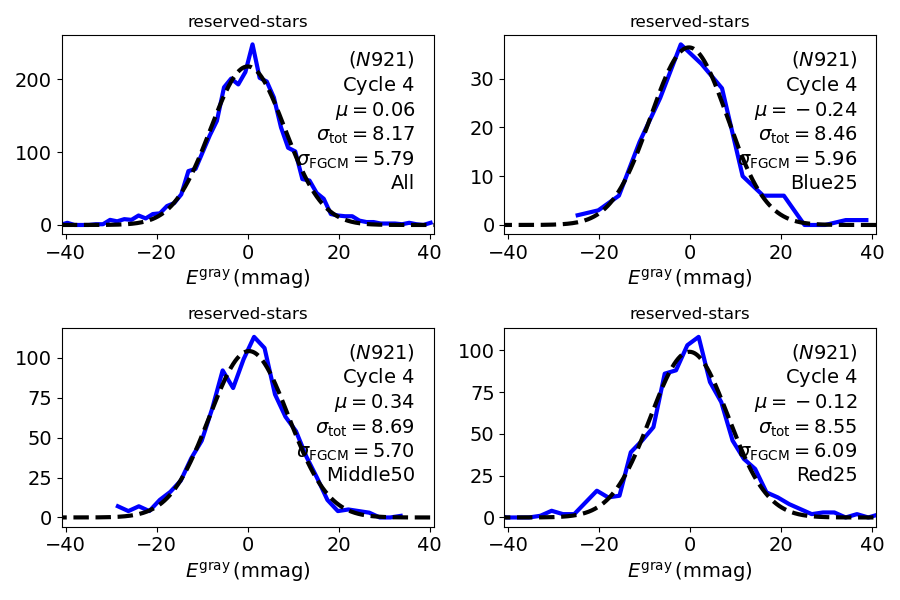 reserved-stars
(N921)
Cycle 4
μ = 0.06
σtot = 8.17
σFGCM = 5.79
All
200
100
0
−40 −20 0 20 40
E^gray (mmag)
reserved-stars
(N921)
Cycle 4
μ = −0.24
σtot = 8.46
σFGCM = 5.96
Blue25
30
20
10
0
−40 −20 0 20 40
E^gray (mmag)
reserved-stars
(N921)
Cycle 4
μ = 0.34
σtot = 8.69
σFGCM = 5.70
Middle50
100
75
50
25
0
−40 −20 0 20 40
E^gray (mmag)
reserved-stars
(N921)
Cycle 4
μ = −0.12
σtot = 8.55
σFGCM = 6.09
Red25
100
75
50
25
0
−40 −20 0 20 40
E^gray (mmag)